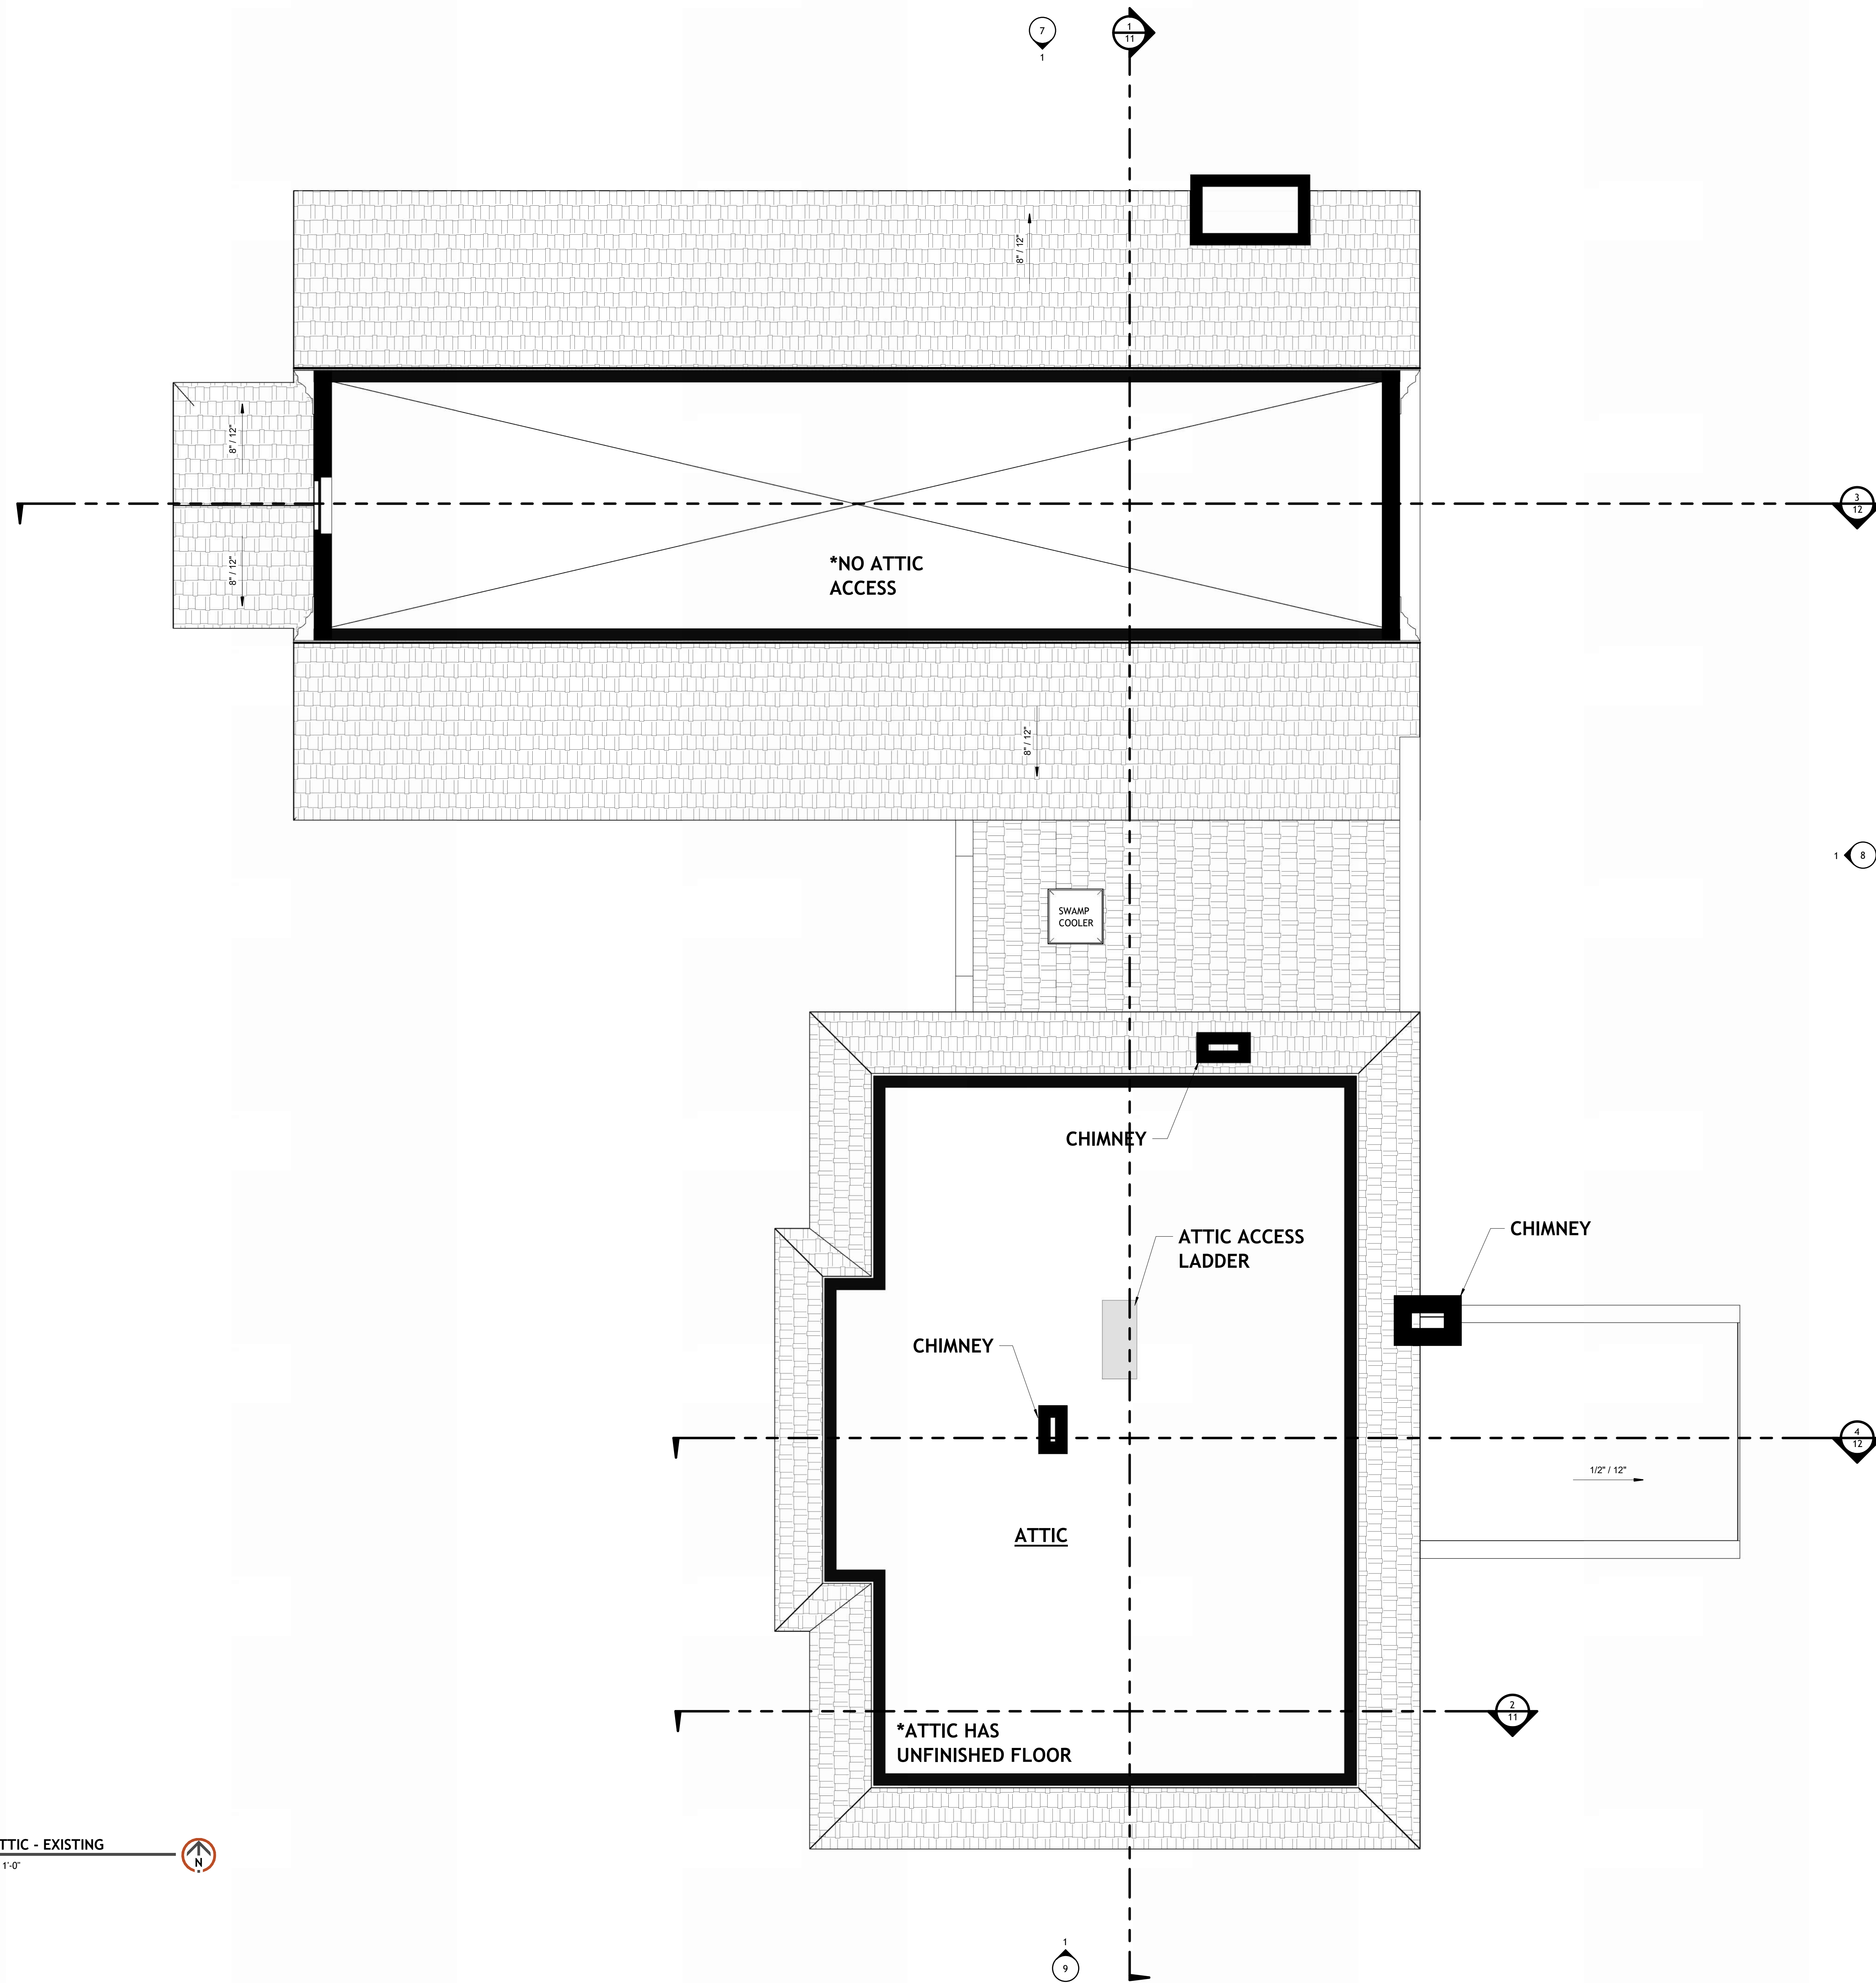 7
1
1
11
8" / 12"
8" / 12"
3
12
*NO ATTIC
ACCESS
8" / 12"
8" / 12"
1
8
SWAMP
COOLER
CHIMNEY
ATTIC ACCESS
LADDER
CHIMNEY
CHIMNEY
4
12
1/2" / 12"
ATTIC
2
11
*ATTIC HAS
UNFINISHED FLOOR
TTIC - EXISTING
1'-0"
N
1
9